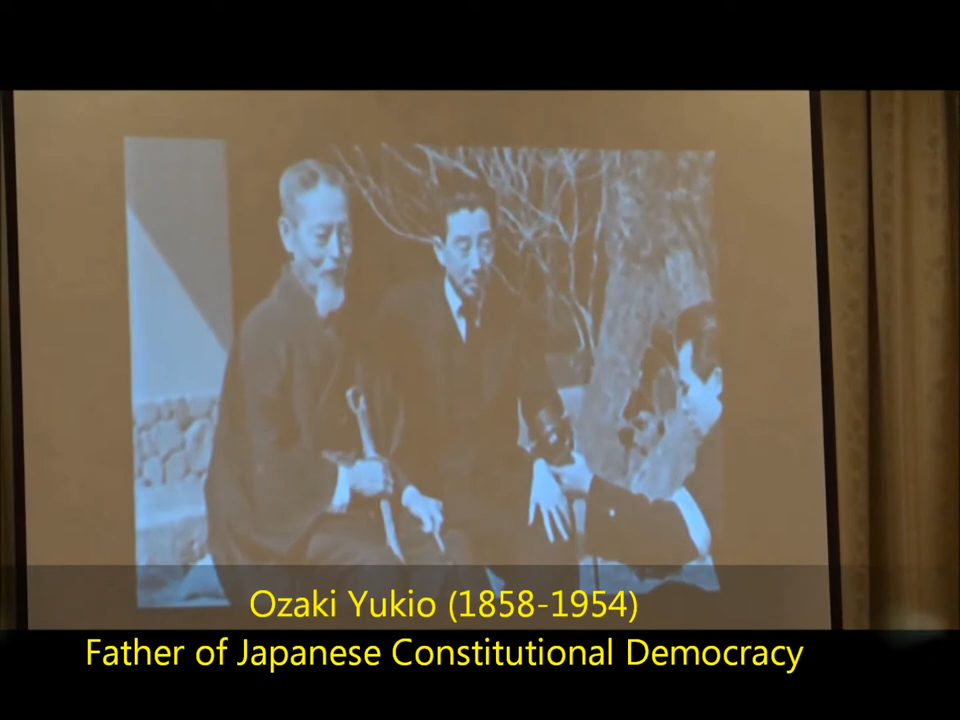 Ozaki Yukio (1858-1954)
Father of Japanese Constitutional Democracy